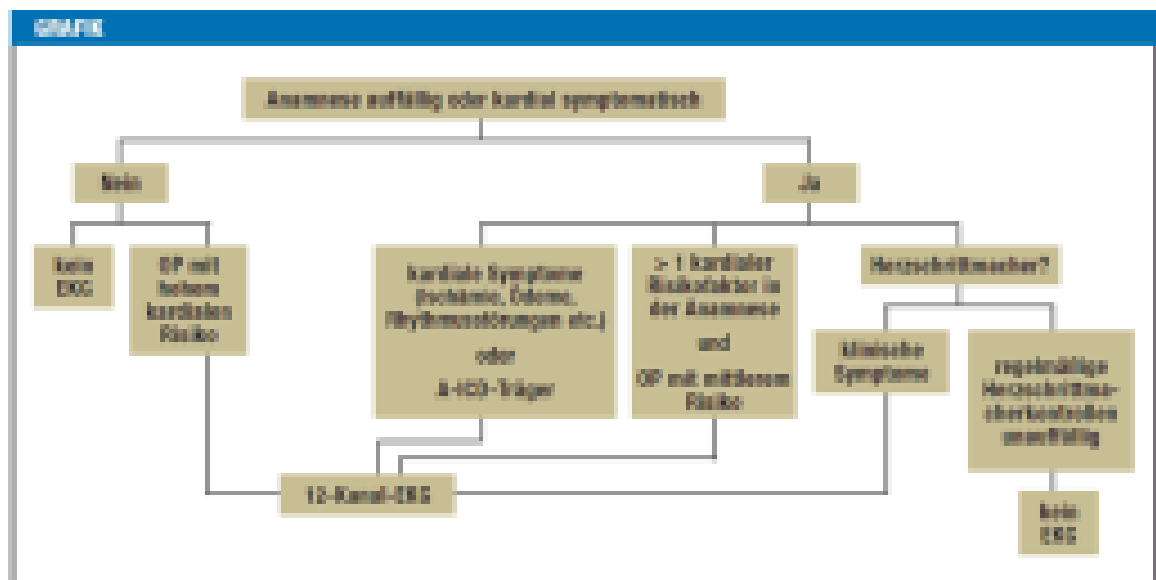 GRAFIK
Anamnese auffällig oder kardial symptomatisch
Nein
Ja
kein
EKG
OP mit
hohem
kardialen
Risiko
kardiale Symptome
(Ischämie, Ödeme,
Rhythmusstörungen etc.)
oder
A-ICD-Träger
> 1 kardialer
Risikofaktor in
der Anamnese
und
OP mit mittlerem
Risiko
Herzschrittmacher?
klinische
Symptome
regelmäßige
Herzschrittma-
cherkontrollen
unauffällig
12-Kanal-EKG
kein
EKG